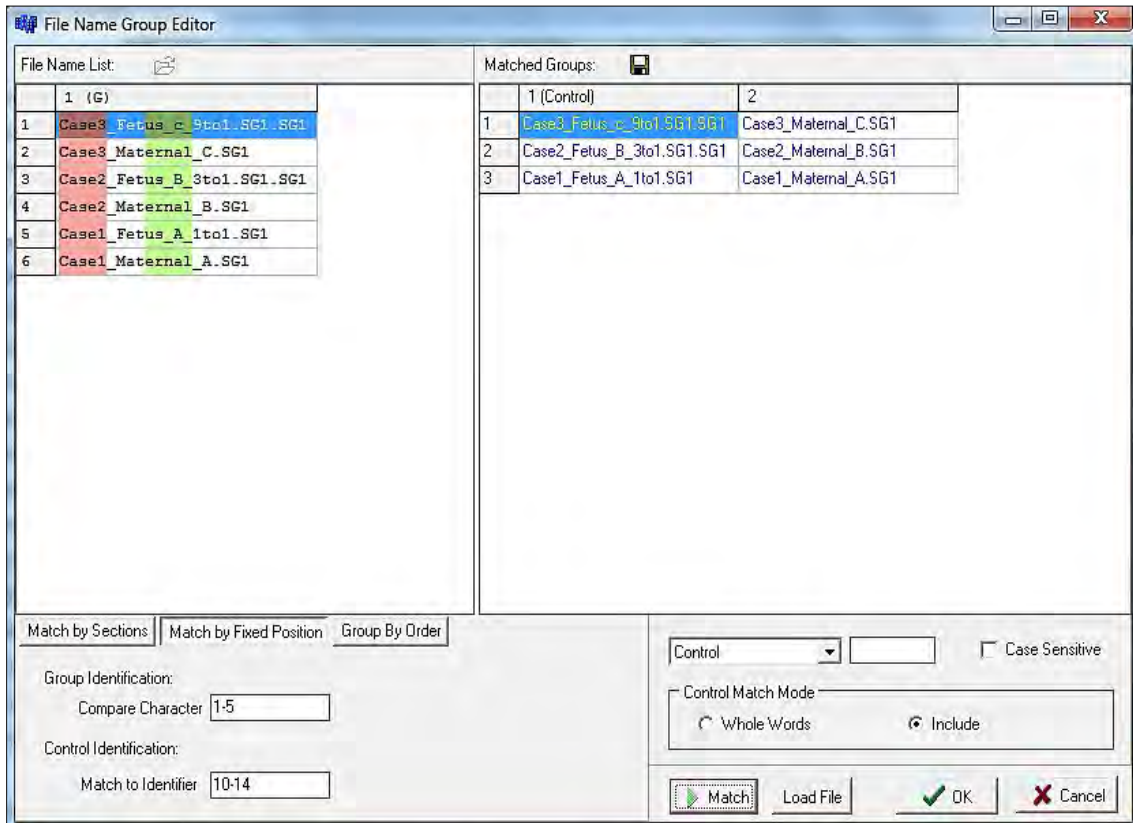 File Name Group Editor
File Name List:
Matched Groups:
1 (G)
1 Case3_Fetus_c_9to1.SG1.SG1
2 Case3_Maternal_C.SG1
3 Case2_Fetus_B_3to1.SG1.SG1
4 Case2_Maternal_B.SG1
5 Case1_Fetus_A_1to1.SG1
6 Case1_Maternal_A.SG1
1 (Control) 2
1 Case3_Fetus_c_9to1.SG1.SG1 Case3_Maternal_C.SG1
2 Case2_Fetus_B_3to1.SG1.SG1 Case2_Maternal_B.SG1
3 Case1_Fetus_A_1to1.SG1 Case1_Maternal_A.SG1
Match by Sections Match by Fixed Position Group By Order
Group Identification:
Compare Character 1-5
Control Identification:
Match to Identifier 10-14
Control Case Sensitive
Control Match Mode
Whole Words Include
Match Load File OK Cancel